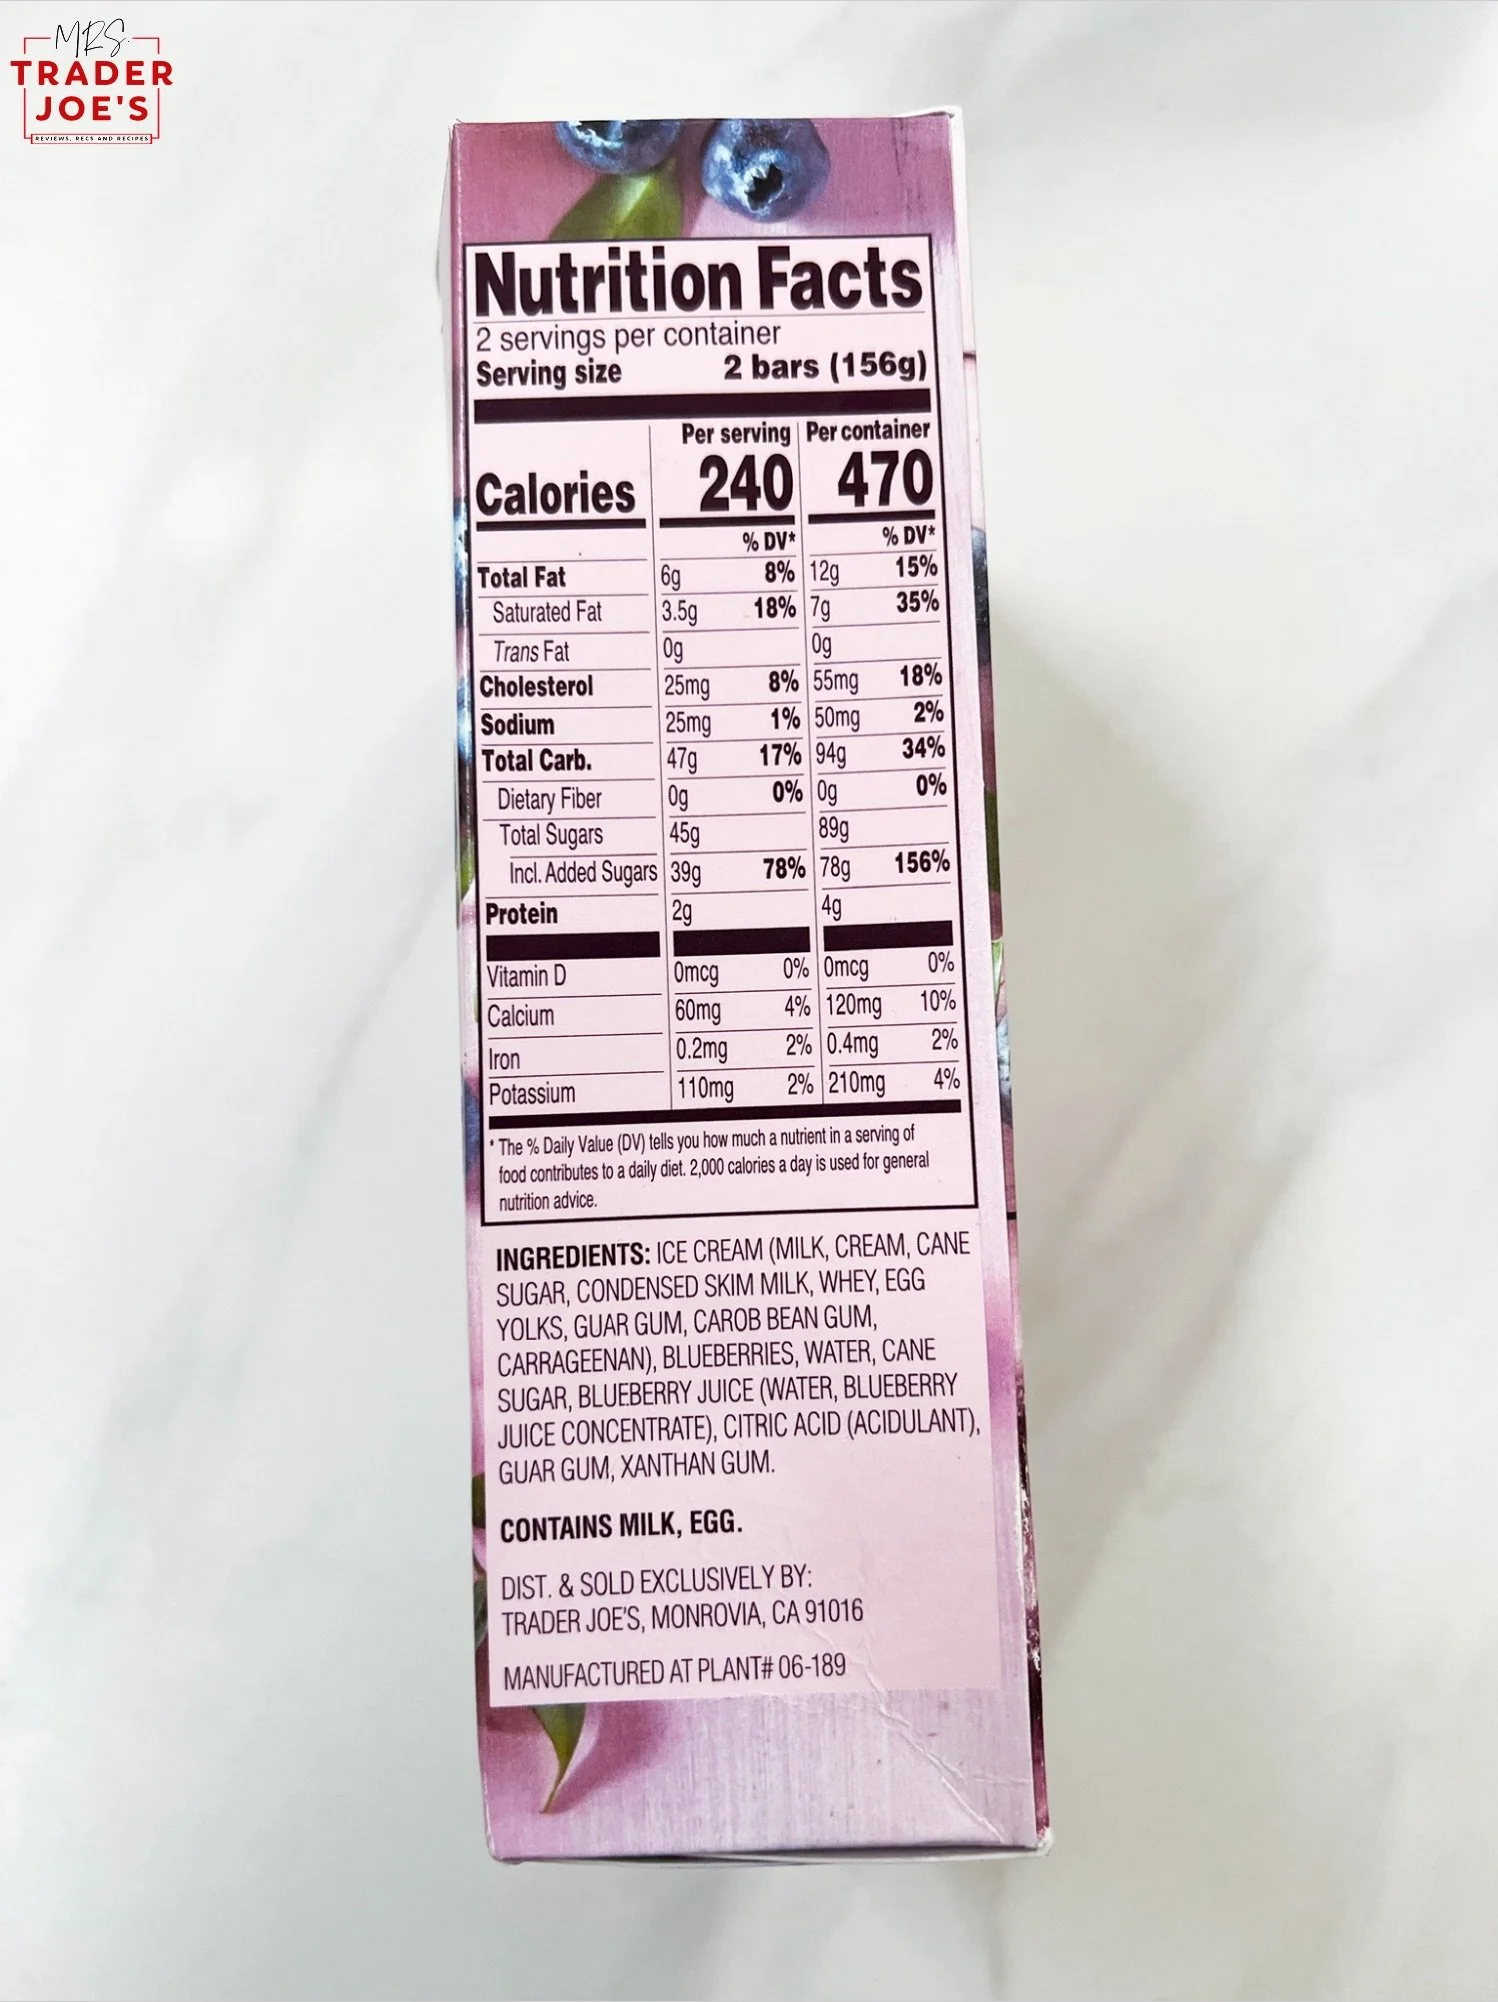 MRS.
TRADER
JOE'S
REVIEWS, RECS AND RECIPES
Nutrition Facts
2 servings per container
Serving size 2 bars (156g)
Per serving Per container
Calories 240 470
% DV* % DV*
Total Fat 6g 8% 12g 15%
Saturated Fat 3.5g 18% 7g 35%
Trans Fat 0g 0g
Cholesterol 25mg 8% 55mg 18%
Sodium 25mg 1% 50mg 2%
Total Carb. 47g 17% 94g 34%
Dietary Fiber 0g 0% 0g 0%
Total Sugars 45g 89g
Incl. Added Sugars 39g 78% 78g 156%
Protein 2g 4g
Vitamin D 0mcg 0% 0mcg 0%
Calcium 60mg 4% 120mg 10%
Iron 0.2mg 2% 0.4mg 2%
Potassium 110mg 2% 210mg 4%
* The % Daily Value (DV) tells you how much a nutrient in a serving of
food contributes to a daily diet. 2,000 calories a day is used for general
nutrition advice.
INGREDIENTS: ICE CREAM (MILK, CREAM, CANE
SUGAR, CONDENSED SKIM MILK, WHEY, EGG
YOLKS, GUAR GUM, CAROB BEAN GUM,
CARRAGEENAN), BLUEBERRIES, WATER, CANE
SUGAR, BLUEBERRY JUICE (WATER, BLUEBERRY
JUICE CONCENTRATE), CITRIC ACID (ACIDULANT),
GUAR GUM, XANTHAN GUM.
CONTAINS MILK, EGG.
DIST. & SOLD EXCLUSIVELY BY:
TRADER JOE'S, MONROVIA, CA 91016
MANUFACTURED AT PLANT# 06-189